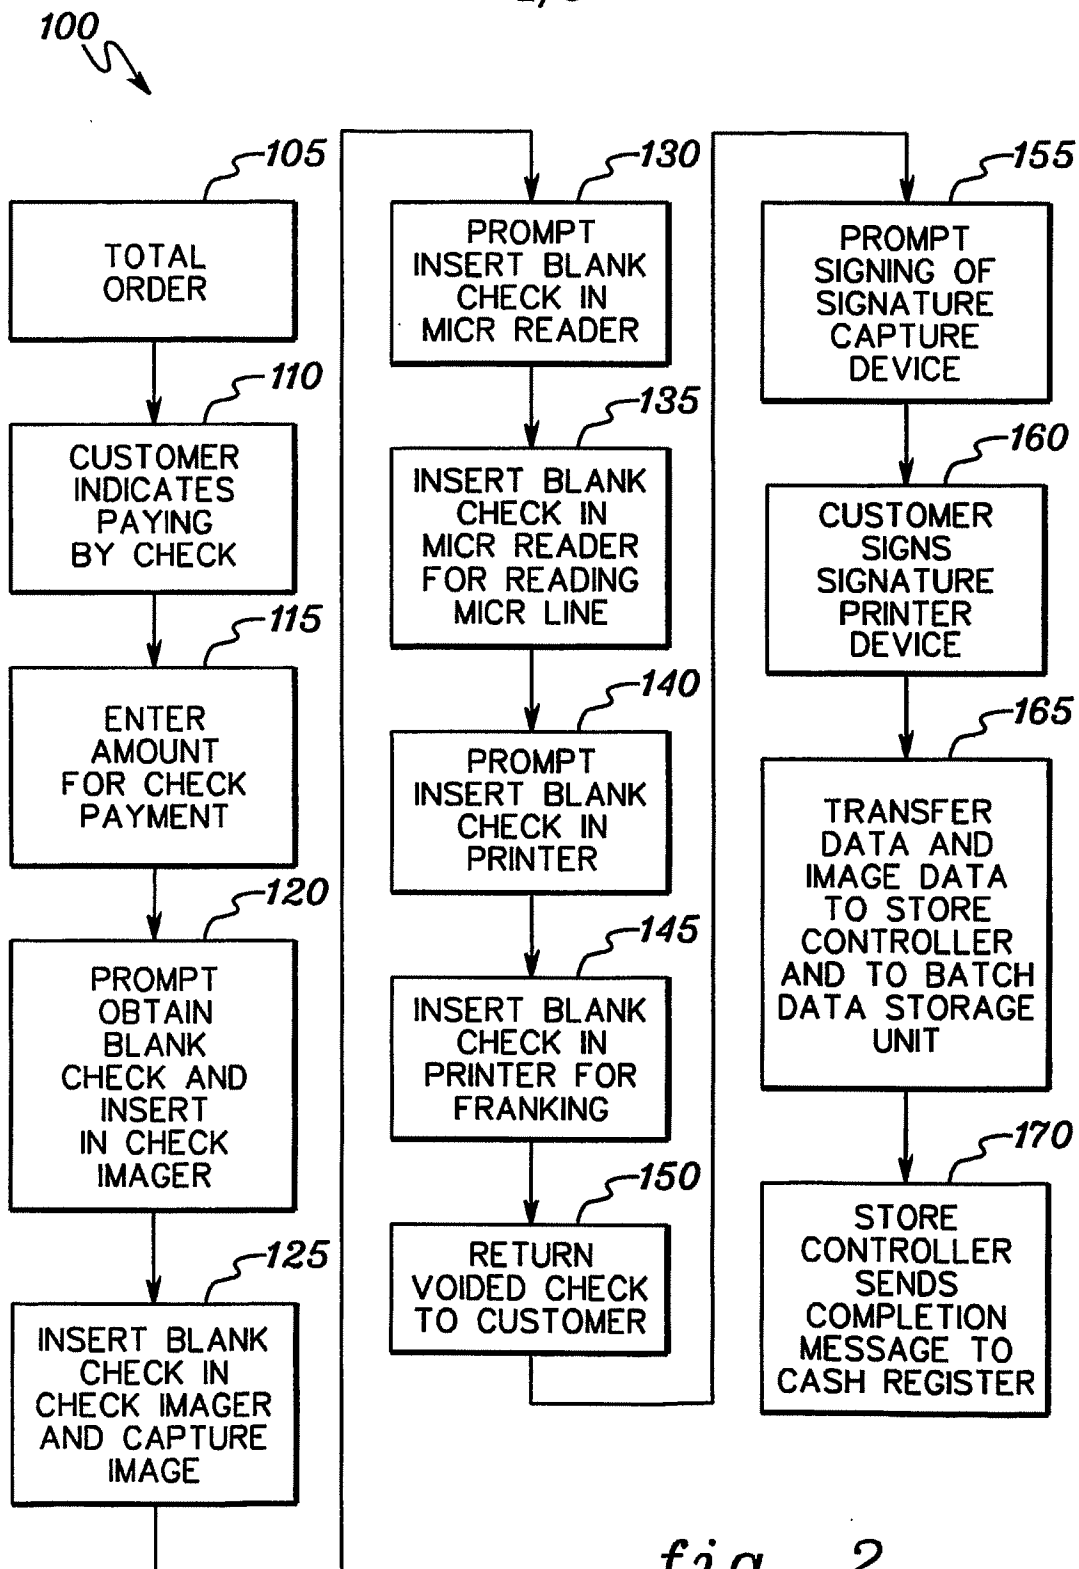 100
105
TOTAL
ORDER
110
CUSTOMER
INDICATES
PAYING
BY CHECK
115
ENTER
AMOUNT
FOR CHECK
PAYMENT
120
PROMPT
OBTAIN
BLANK
CHECK AND
INSERT
IN CHECK
IMAGER
125
INSERT BLANK
CHECK IN
CHECK IMAGER
AND CAPTURE
IMAGE
130
PROMPT
INSERT BLANK
CHECK IN
MICR READER
135
INSERT BLANK
CHECK IN
MICR READER
FOR READING
MICR LINE
140
PROMPT
INSERT BLANK
CHECK IN
PRINTER
145
INSERT BLANK
CHECK IN
PRINTER FOR
FRANKING
150
RETURN
VOIDED CHECK
TO CUSTOMER
155
PROMPT
SIGNING OF
SIGNATURE
CAPTURE
DEVICE
160
CUSTOMER
SIGNS
SIGNATURE
PRINTER
DEVICE
165
TRANSFER
DATA AND
IMAGE DATA
TO STORE
CONTROLLER
AND TO BATCH
DATA STORAGE
UNIT
170
STORE
CONTROLLER
SENDS
COMPLETION
MESSAGE TO
CASH REGISTER
fig. 2